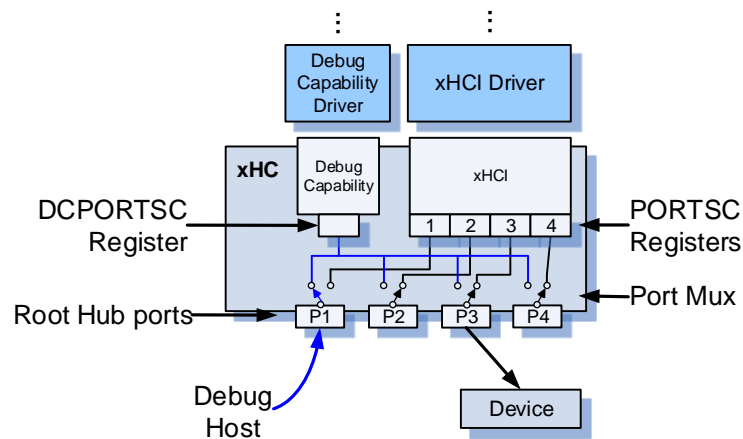 Debug
Capability
Driver
xHCI Driver
xHC
Debug
Capability
xHCI
DCPORTSC
Register
1 2 3 4
PORTSC
Registers
Port Mux
Root Hub ports
P1 P2 P3 P4
Debug
Host
Device